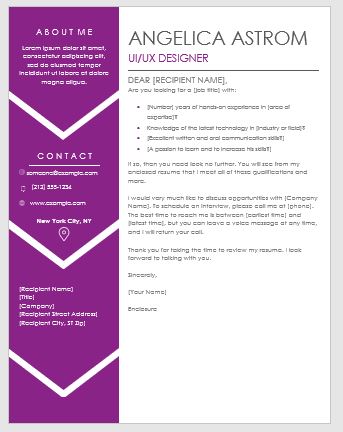 ABOUT ME
Lorem ipsum dolor sit amet,
consectetur adipiscing elit,
sed do eiusmod tempor
incididunt ut labore et dolore
magna aliqua.
CONTACT
someone@example.com
(212) 555-1234
www.example.com
New York City, NY
[Recipient Name]
[Title]
[Company]
[Recipient Street Address]
[Recipient City, ST Zip]
ANGELICA ASTROM
UI/UX DESIGNER
DEAR [RECIPIENT NAME],
Are you looking for a [job title] with:
• [Number] years of hands-on experience in [area of
expertise]?
• Knowledge of the latest technology in [industry or field]?
• [Excellent written and oral communication skills?]
• [A passion to learn and to increase his skills?]
If so, then you need look no further. You will see from my
enclosed resume that I meet all of these qualifications and
more.
I would very much like to discuss opportunities with [Company
Name]. To schedule an interview, please call me at [phone].
The best time to reach me is between [earliest time] and
[latest time], but you can leave a voice message at any time,
and I will return your call.
Thank you for taking the time to review my resume. I look
forward to talking with you.
Sincerely,
[Your Name]
Enclosure